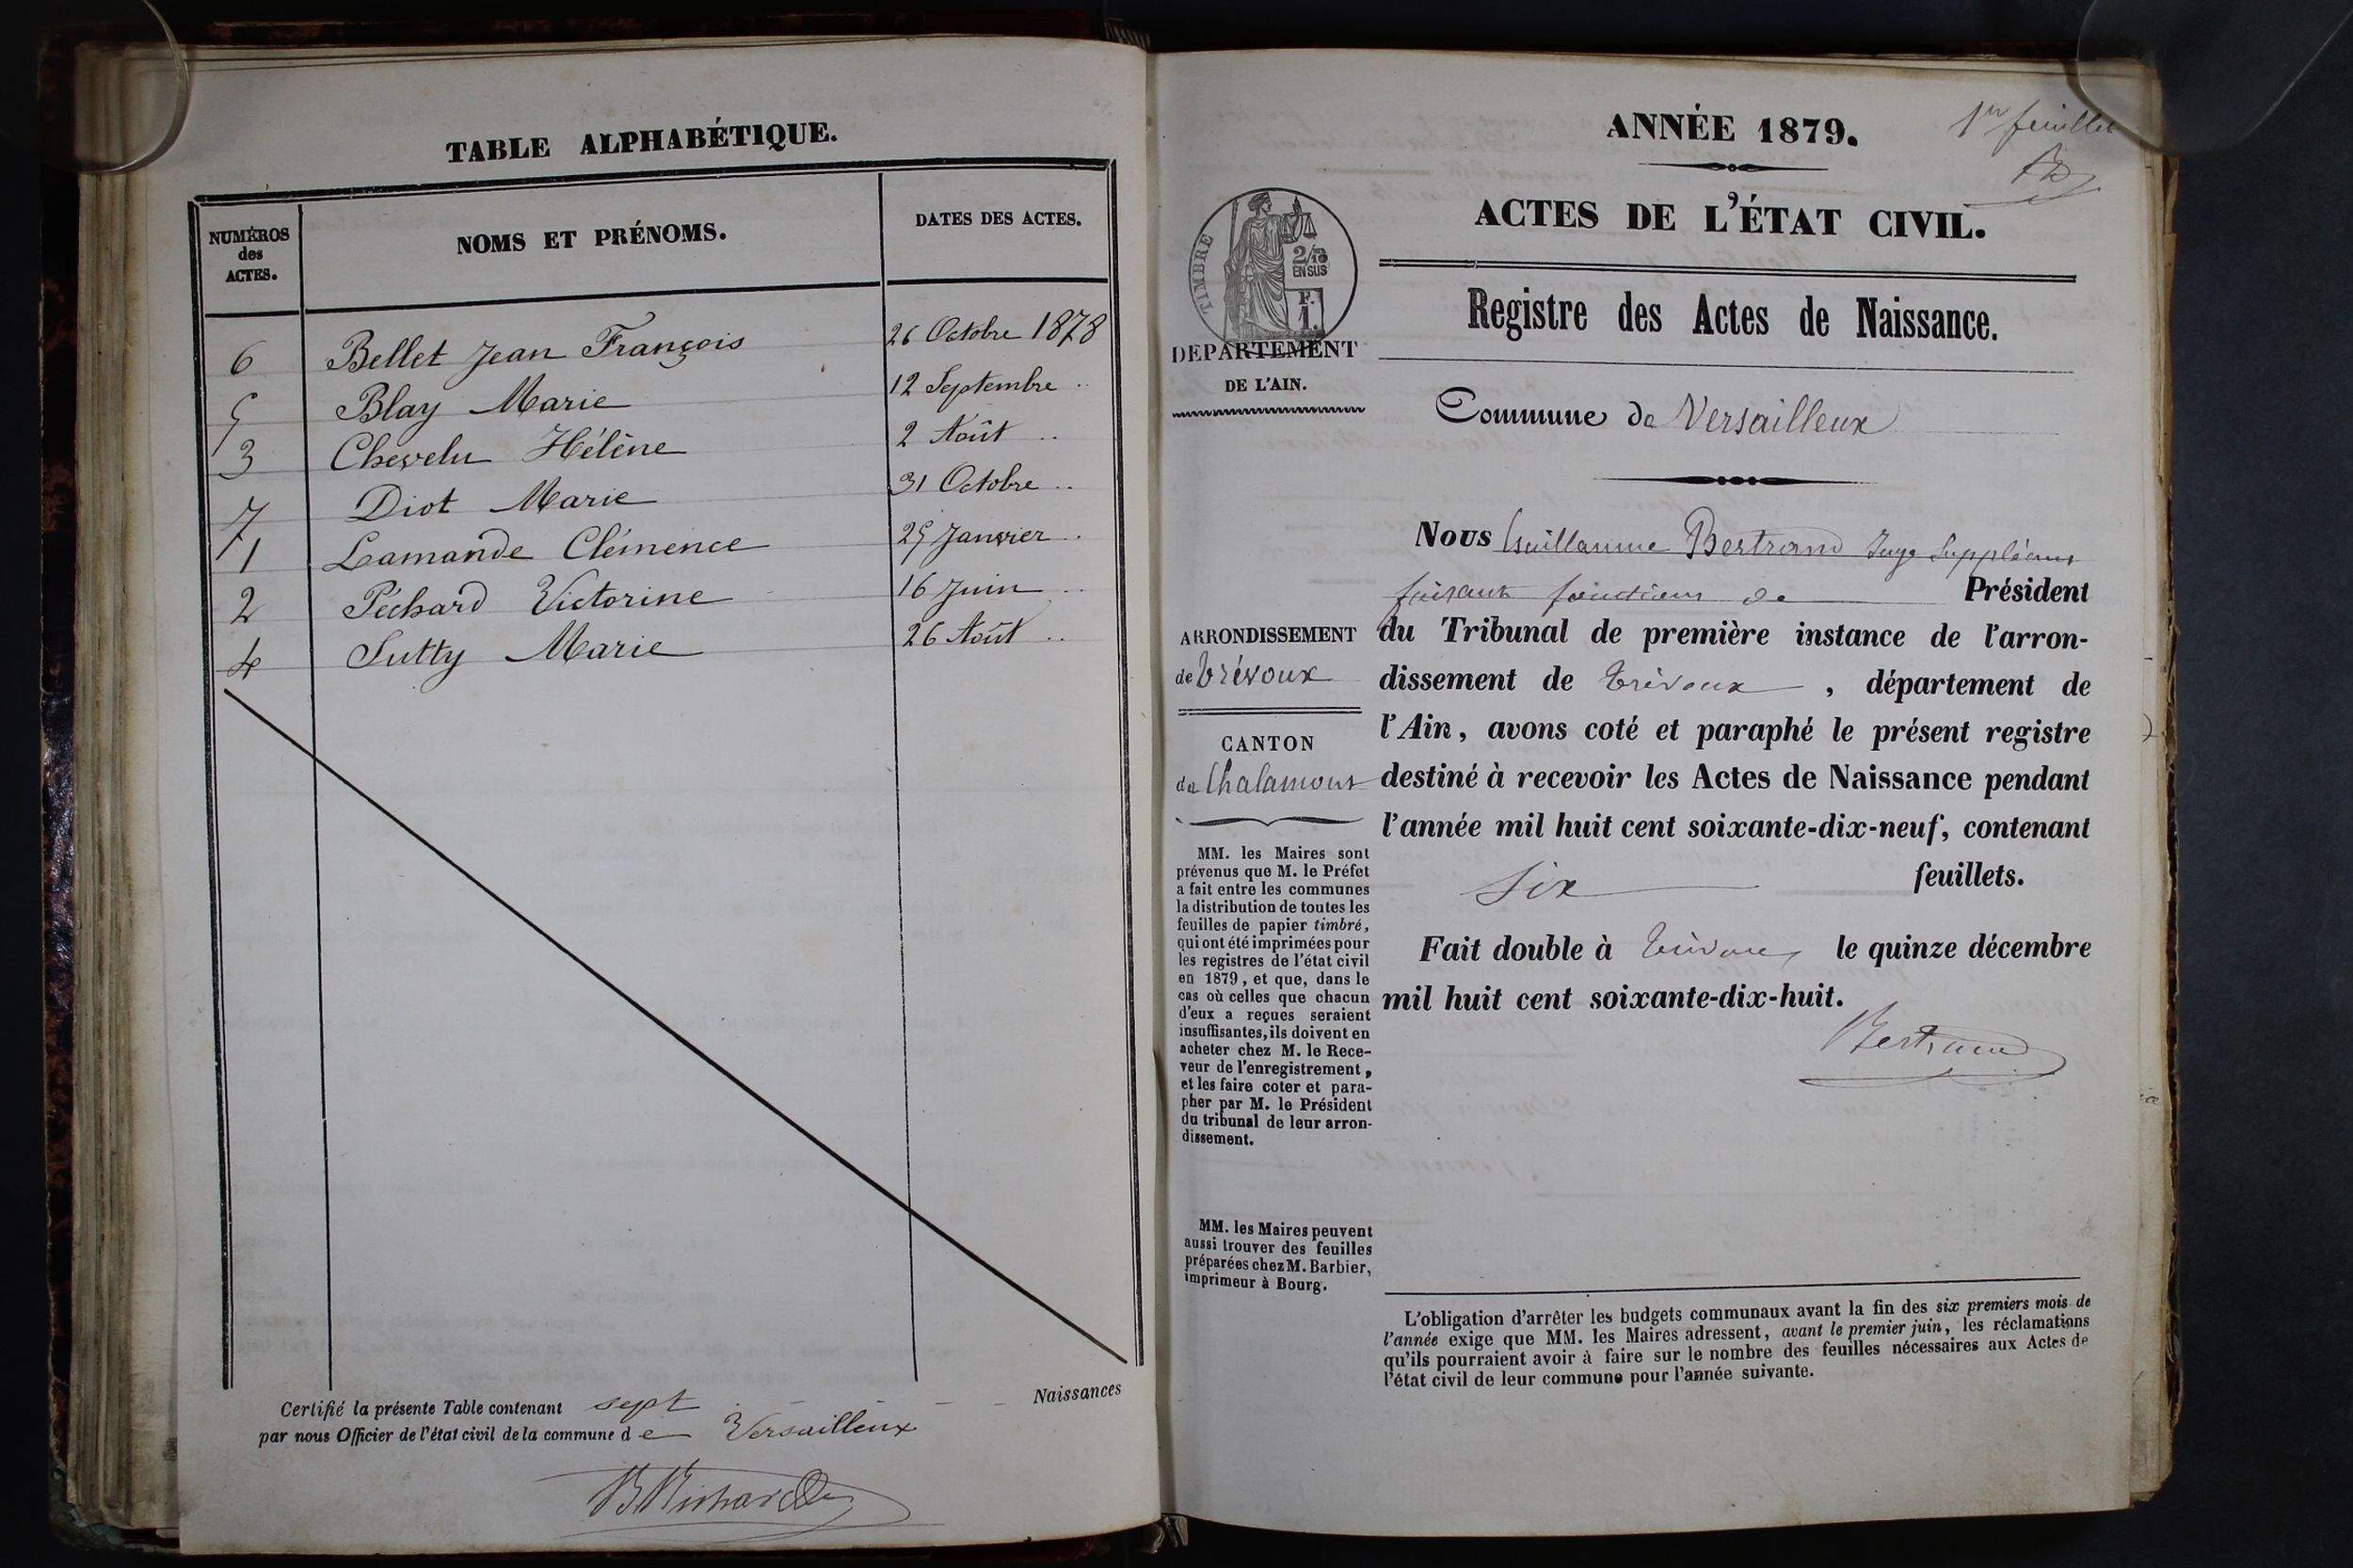 TABLE ALPHABÉTIQUE.
NUMÉROS des ACTES.
NOMS ET PRÉNOMS.
DATES DES ACTES.
6 Bellet Jean François 26 Octobre 1878
5 Blay Marie 12 Septembre ..
3 Chevelu Hélène 2 Août ..
7 Diot Marie 31 Octobre ..
1 Lamande Clémence 25 Janvier .
2 Péchard Victorine 16 Juin ..
4 Sutty Marie 26 Août ..
Certifié la présente Table contenant sept Naissances
par nous Officier de l'état civil de la commune de Versailleux
1er feuillet
ANNÉE 1879.
ACTES DE L'ÉTAT CIVIL.
TIMBRE
2/10
EN SUS
F.
1.
DEPARTEMENT
DE L'AIN.
Registre des Actes de Naissance.
Commune de Versailleux
Nous Guillaume Bertrand Juge Suppléant
faisant fonctions de Président
du Tribunal de première instance de l'arron-
dissement de Trévoux , département de
l'Ain, avons coté et paraphé le présent registre
destiné à recevoir les Actes de Naissance pendant
l'année mil huit cent soixante-dix-neuf, contenant
Six feuillets.
Fait double à Trévoux, le quinze décembre
mil huit cent soixante-dix-huit.
Bertrand
ARRONDISSEMENT
de Trévoux
CANTON
de Chalamont
MM. les Maires sont
prévenus que M. le Préfet
a fait entre les communes
la distribution de toutes les
feuilles de papier timbré,
qui ont été imprimées pour
les registres de l'état civil
en 1879, et que, dans le
cas où celles que chacun
d'eux a reçues seraient
insuffisantes, ils doivent en
acheter chez M. le Rece-
veur de l'enregistrement,
et les faire coter et para-
pher par M. le Président
du tribunal de leur arron-
dissement.
MM. les Maires peuvent
aussi trouver des feuilles
préparées chez M. Barbier,
imprimeur à Bourg.
L'obligation d'arrêter les budgets communaux avant la fin des six premiers mois de
l'année exige que MM. les Maires adressent, avant le premier juin, les réclamations
qu'ils pourraient avoir à faire sur le nombre des feuilles nécessaires aux Actes de
l'état civil de leur commune pour l'année suivante.